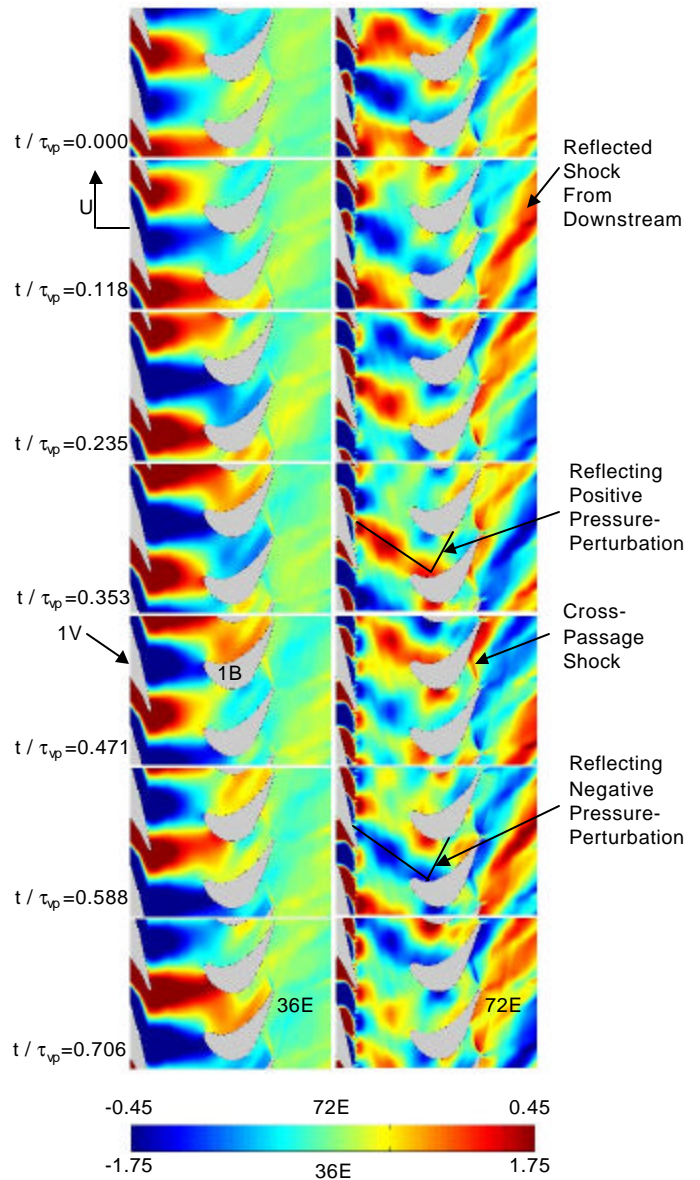 t / τvp=0.000
Reflected
Shock
From
Downstream
U
t / τvp=0.118
t / τvp=0.235
Reflecting
Positive
Pressure-
Perturbation
t / τvp=0.353
1V
1B
Cross-
Passage
Shock
t / τvp=0.471
Reflecting
Negative
Pressure-
Perturbation
t / τvp=0.588
36E
72E
t / τvp=0.706
-0.45 72E 0.45
-1.75 36E 1.75